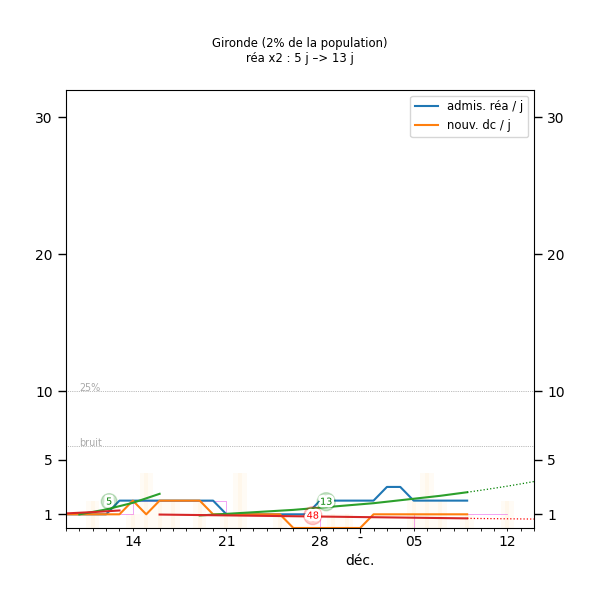 Gironde (2% de la population)
réa x2 : 5 j –> 13 j
admis. réa / j
nouv. dc / j
30 30
20 20
25%
10 10
bruit
5 5
5 13
48
1 1
14 21 28 - 05 12
déc.